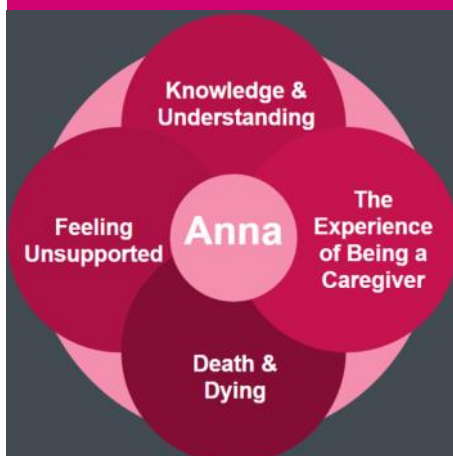 Knowledge &
Understanding
Feeling
Unsupported
Anna
The
Experience
of Being a
Caregiver
Death &
Dying